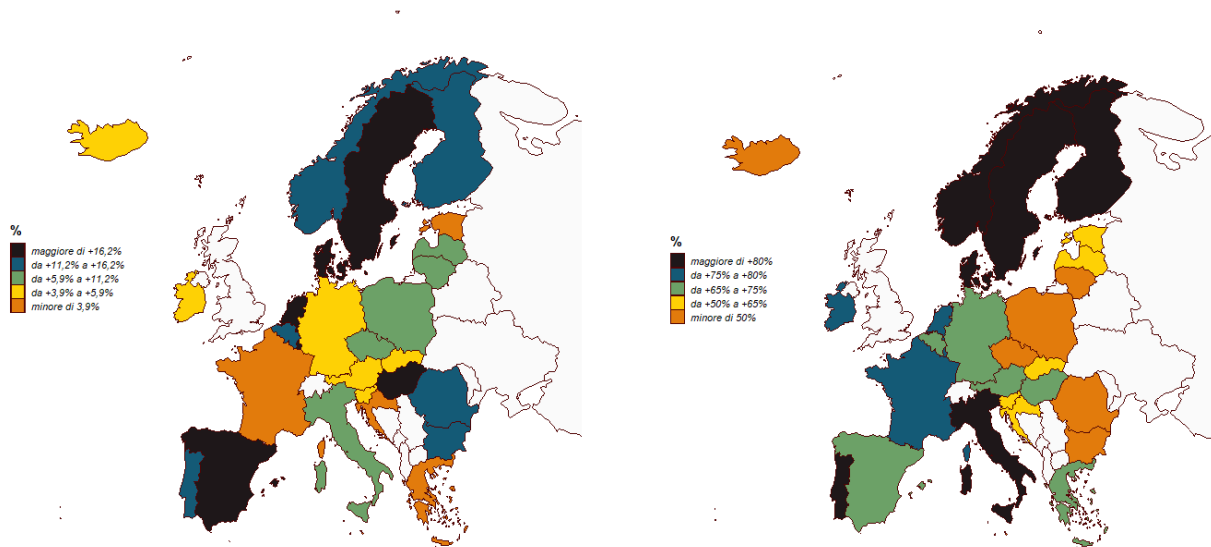 %
maggiore di +16,2%
da +11,2% a +16,2%
da +5,9% a +11,2%
da +3,9% a +5,9%
minore di 3,9%
%
maggiore di +80%
da +75% a +80%
da +65% a +75%
da +50% a +65%
minore di 50%